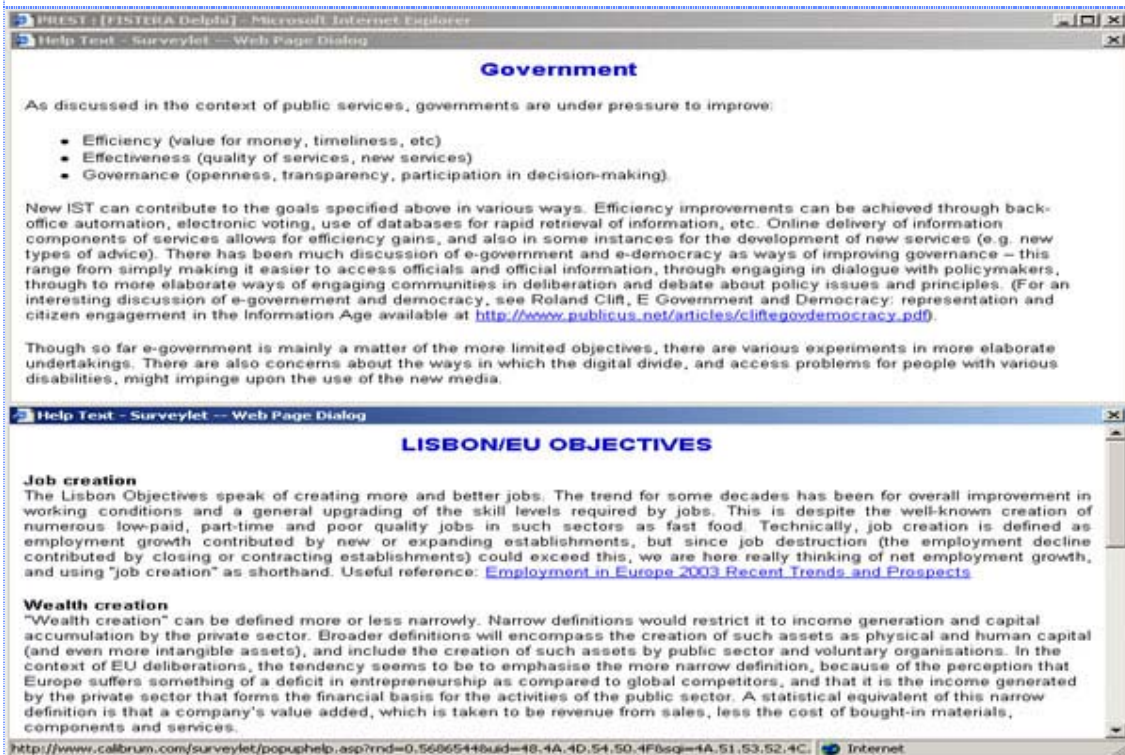 PREST : [FISTERA Delphi] - Microsoft Internet Explorer
Help Text - Surveylet -- Web Page Dialog
Government
As discussed in the context of public services, governments are under pressure to improve:
• Efficiency (value for money, timeliness, etc)
• Effectiveness (quality of services, new services)
• Governance (openness, transparency, participation in decision-making).
New IST can contribute to the goals specified above in various ways. Efficiency improvements can be achieved through back-
office automation, electronic voting, use of databases for rapid retrieval of information, etc. Online delivery of information
components of services allows for efficiency gains, and also in some instances for the development of new services (e.g. new
types of advice). There has been much discussion of e-government and e-democracy as ways of improving governance – this
range from simply making it easier to access officials and official information, through engaging in dialogue with policymakers,
through to more elaborate ways of engaging communities in deliberation and debate about policy issues and principles. (For an
interesting discussion of e-governement and democracy, see Roland Clift, E Government and Democracy: representation and
citizen engagement in the Information Age available at http://www.publicus.net/articles/cliftegovdemocracy.pdf).
Though so far e-government is mainly a matter of the more limited objectives, there are various experiments in more elaborate
undertakings. There are also concerns about the ways in which the digital divide, and access problems for people with various
disabilities, might impinge upon the use of the new media.
Help Text - Surveylet -- Web Page Dialog
LISBON/EU OBJECTIVES
Job creation
The Lisbon Objectives speak of creating more and better jobs. The trend for some decades has been for overall improvement in
working conditions and a general upgrading of the skill levels required by jobs. This is despite the well-known creation of
numerous low-paid, part-time and poor quality jobs in such sectors as fast food. Technically, job creation is defined as
employment growth contributed by new or expanding establishments, but since job destruction (the employment decline
contributed by closing or contracting establishments) could exceed this, we are here really thinking of net employment growth,
and using "job creation" as shorthand. Useful reference: Employment in Europe 2003 Recent Trends and Prospects
Wealth creation
"Wealth creation" can be defined more or less narrowly. Narrow definitions would restrict it to income generation and capital
accumulation by the private sector. Broader definitions will encompass the creation of such assets as physical and human capital
(and even more intangible assets), and include the creation of such assets by public sector and voluntary organisations. In the
context of EU deliberations, the tendency seems to be to emphasise the more narrow definition, because of the perception that
Europe suffers something of a deficit in entrepreneurship as compared to global competitors, and that it is the income generated
by the private sector that forms the financial basis for the activities of the public sector. A statistical equivalent of this narrow
definition is that a company's value added, which is taken to be revenue from sales, less the cost of bought-in materials,
components and services.
http://www.calibrum.com/surveylet/popuphelp.asp?rnd=0.5686544&uid=48.4A.4D.54.50.4F&sqi=4A.51.53.52.4C. Internet